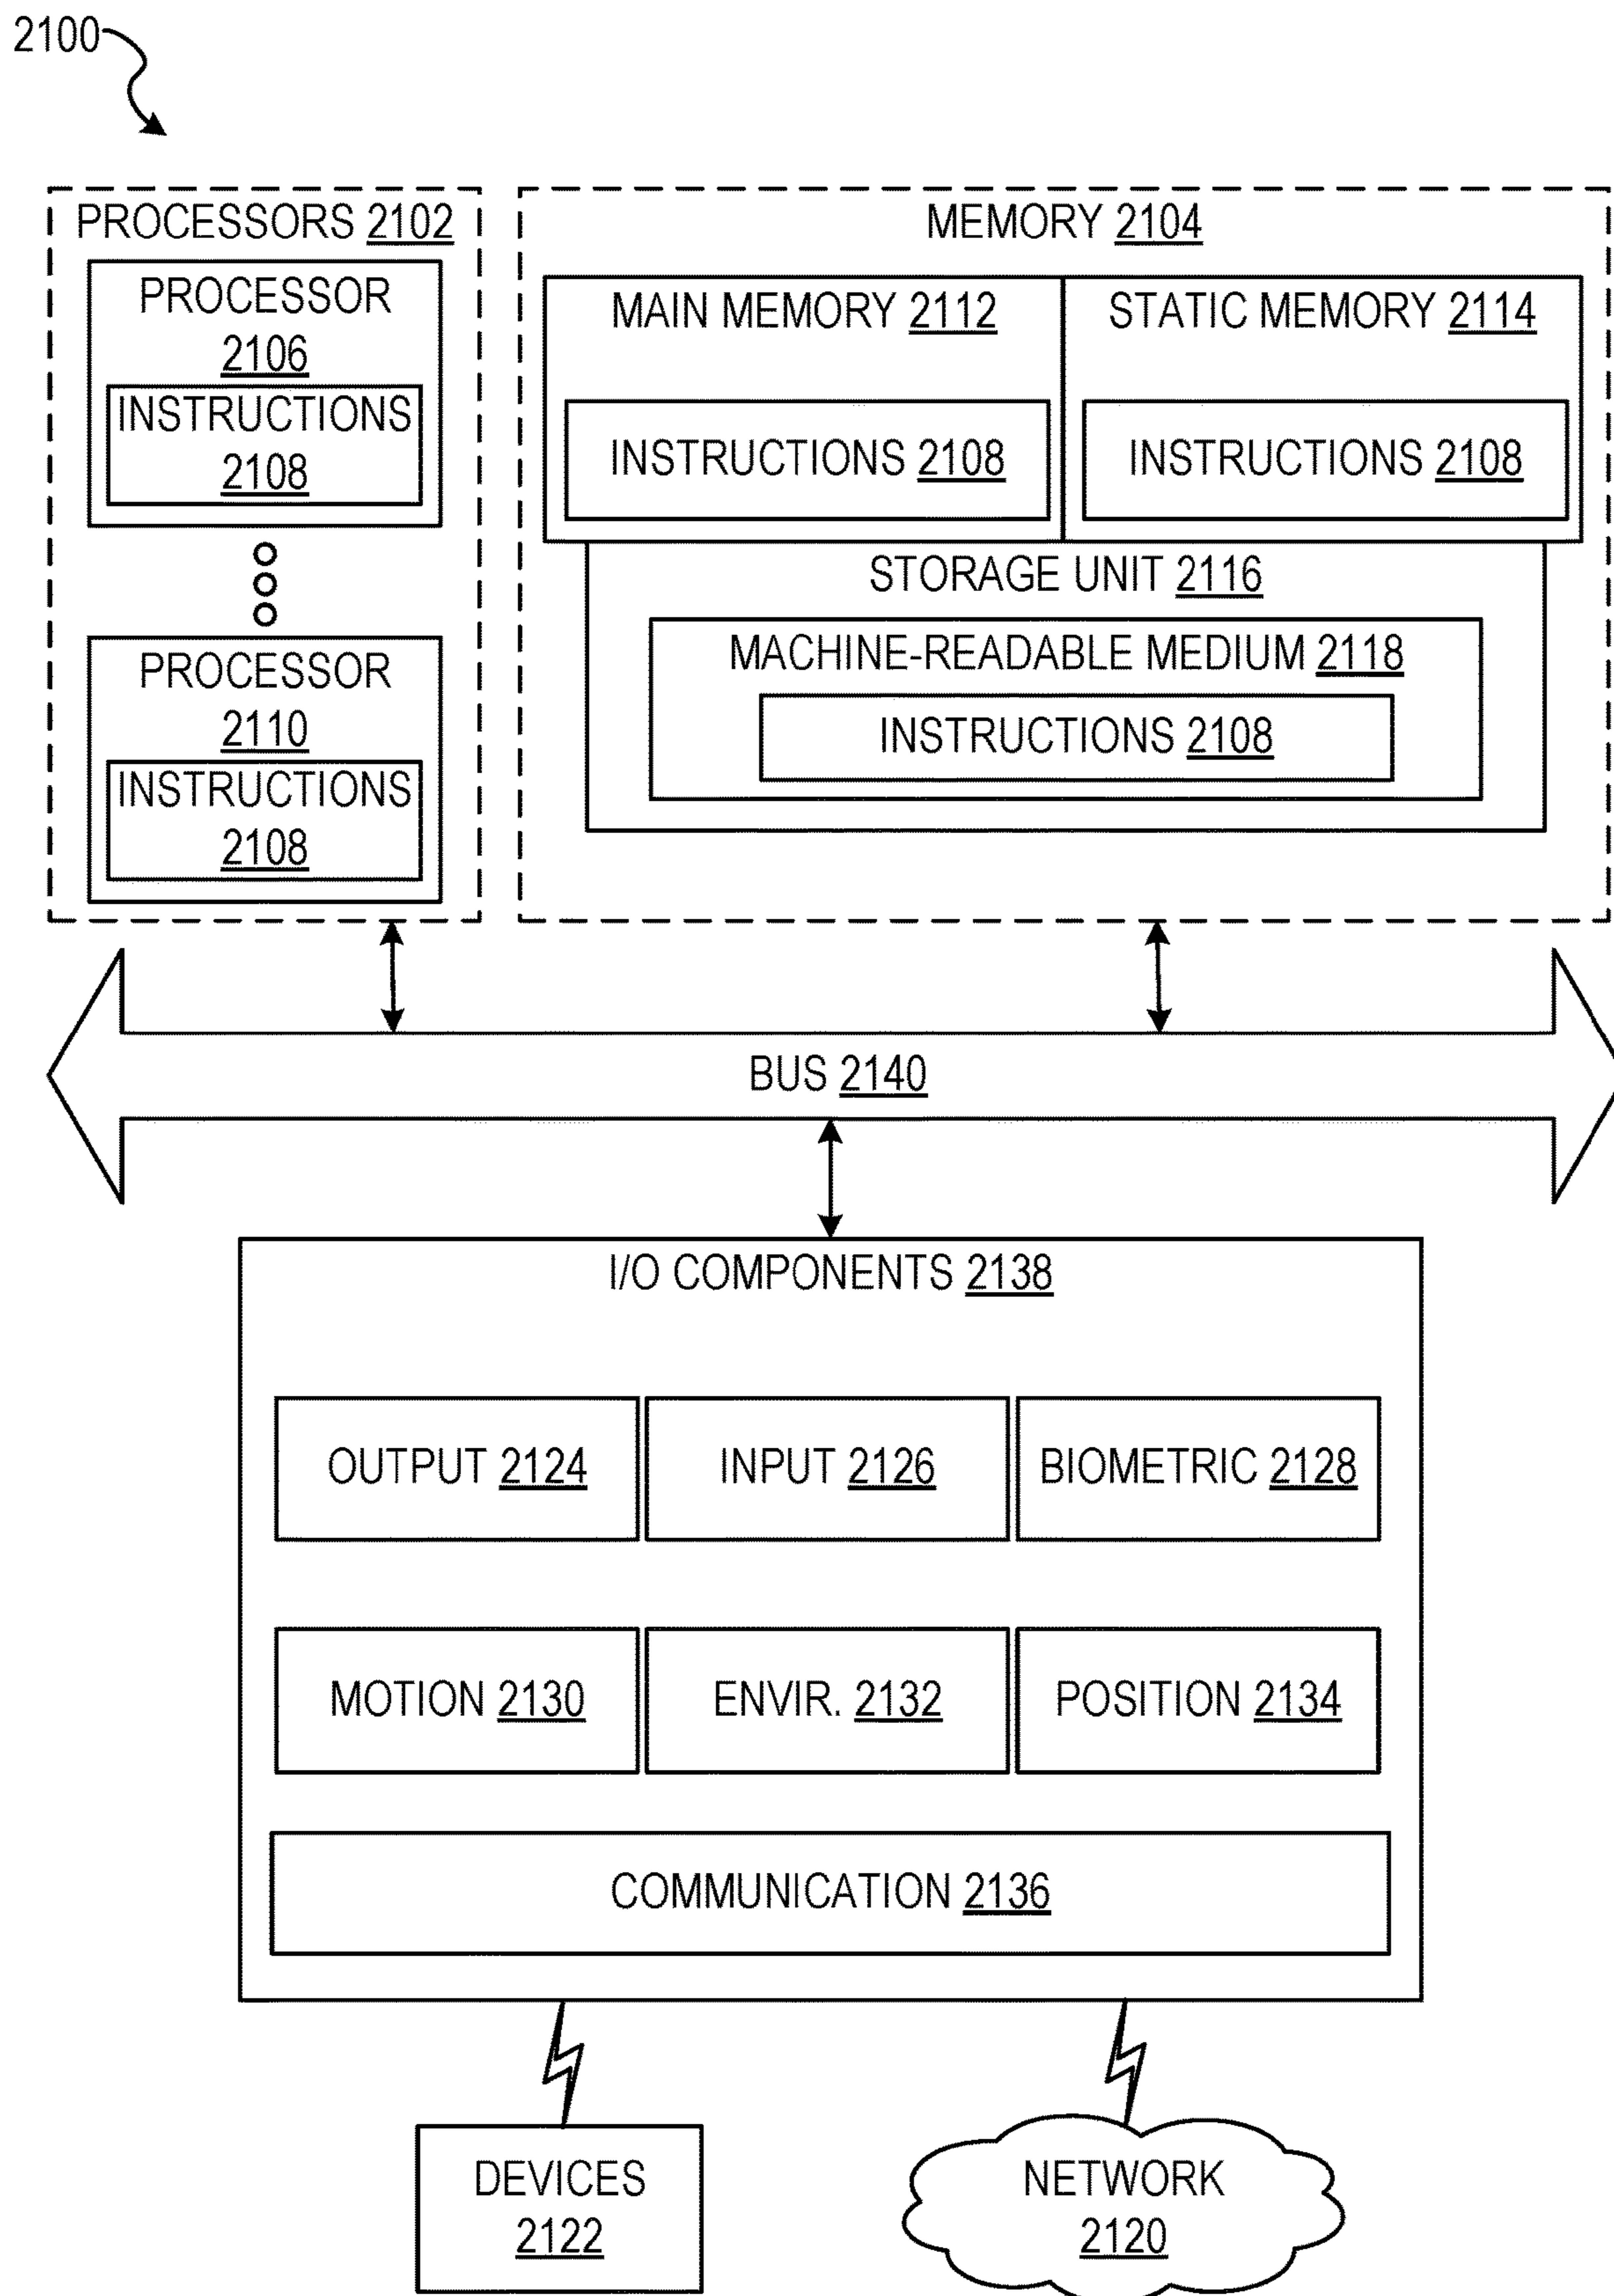 2100
PROCESSORS 2102
PROCESSOR
2106
INSTRUCTIONS
2108
PROCESSOR
2110
INSTRUCTIONS
2108
MEMORY 2104
MAIN MEMORY 2112
INSTRUCTIONS 2108
STATIC MEMORY 2114
INSTRUCTIONS 2108
STORAGE UNIT 2116
MACHINE-READABLE MEDIUM 2118
INSTRUCTIONS 2108
BUS 2140
I/O COMPONENTS 2138
OUTPUT 2124
INPUT 2126
BIOMETRIC 2128
MOTION 2130
ENVIR. 2132
POSITION 2134
COMMUNICATION 2136
DEVICES
2122
NETWORK
2120